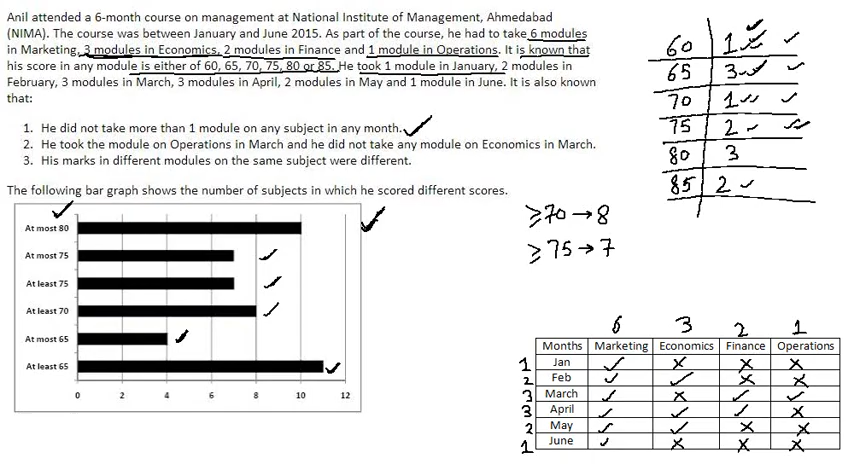 Anil attended a 6-month course on management at National Institute of Management, Ahmedabad
(NIMA). The course was between January and June 2015. As part of the course, he had to take 6 modules
in Marketing, 3 modules in Economics, 2 modules in Finance and 1 module in Operations. It is known that
his score in any module is either of 60, 65, 70, 75, 80 or 85. He took 1 module in January, 2 modules in
February, 3 modules in March, 3 modules in April, 2 modules in May and 1 module in June. It is also known
that:
1. He did not take more than 1 module on any subject in any month.
2. He took the module on Operations in March and he did not take any module on Economics in March.
3. His marks in different modules on the same subject were different.
The following bar graph shows the number of subjects in which he scored different scores.
At most 80
At most 75
At least 75
At least 70
At most 65
At least 65
0 2 4 6 8 10 12
60 1 ✓ ✓ ✓
65 3 ✓ ✓
70 1 ✓ ✓ ✓
75 2 ✓ ✓ ✓
80 3
85 2 ✓
≥70 → 8
≥75 → 7
6 3 2 1
Months Marketing Economics Finance Operations
1 Jan ✓ × × ×
2 Feb ✓ ✓ × ×
3 March ✓ × ✓ ✓
3 April ✓ ✓ ✓ ×
2 May ✓ ✓ × ×
1 June ✓ × × ×